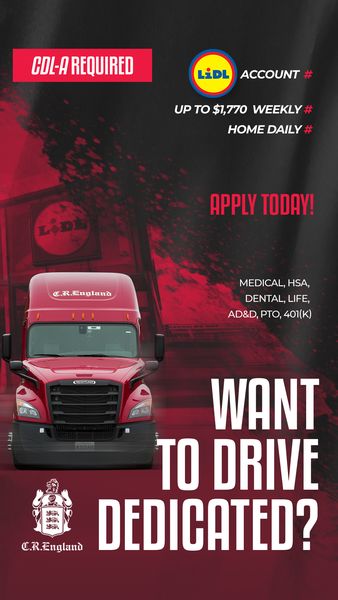 CDL-A REQUIRED
LiDL ACCOUNT #
UP TO $1,770 WEEKLY #
HOME DAILY #
APPLY TODAY!
LiDL
MEDICAL, HSA,
DENTAL, LIFE,
AD&D, PTO, 401(K)
C.R.England
WANT
TO DRIVE
DEDICATED?
C.R.England